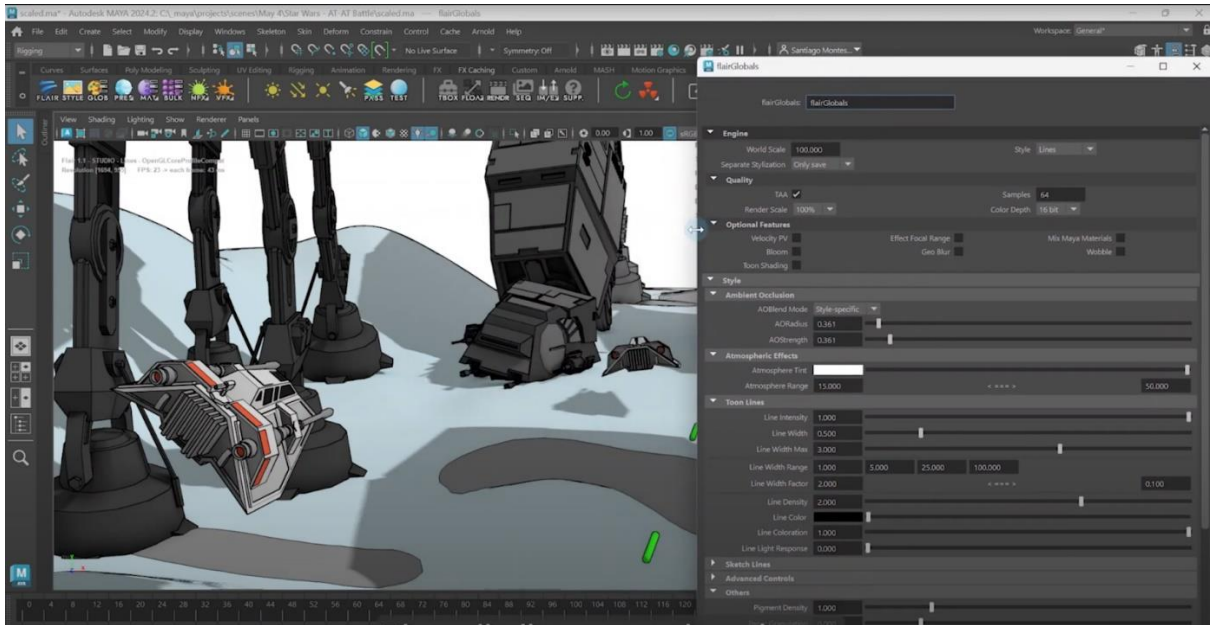 scaled.ma* - Autodesk MAYA 2024.2: C:\_maya\projects\scenes\May 4\Star Wars - AT-AT Battle\scaled.ma --- flairGlobals
File Edit Create Select Modify Display Windows Skeleton Skin Deform Constrain Control Cache Arnold Help
Workspace: General*
Rigging
No Live Surface
Symmetry: Off
Santiago Montes...
Curves Surfaces Poly Modeling Sculpting UV Editing Rigging Animation Rendering FX FX Caching Custom Arnold MASH Motion Graphics
FLAIR STYLE GLOB PRES MATX BULK NFX VFX PASS TEST TBOX RENDR SEQ IM/EX SUPP.
View Shading Lighting Show Renderer Panels
0.00 1.00
flairGlobals
flairGlobals: flairGlobals
Engine
World Scale 100.000 Style Lines
Separate Stylization Only save
Quality
TAA Samples 64
Render Scale 100% Color Depth 16 bit
Optional Features
Velocity PV Effect Focal Range Mix Maya Materials
Bloom Geo Blur Wobble
Toon Shading
Style
Ambient Occlusion
AOBlend Mode Style-specific
AORadius 0.361
AOStrength 0.361
Atmospheric Effects
Atmosphere Tint
Atmosphere Range 15.000 < === > 50.000
Toon Lines
Line Intensity 1.000
Line Width 0.500
Line Width Max 3.000
Line Width Range 1.000 5.000 25.000 100.000
Line Width Factor 2.000 < === > 0.100
Line Density 2.000
Line Color
Line Coloration 1.000
Line Light Response 0.000
Sketch Lines
Advanced Controls
Others
Pigment Density 1.000
0 4 8 12 16 20 24 28 32 36 40 44 48 52 56 60 64 68 72 76 80 84 88 92 96 100 104 108 112 116 120